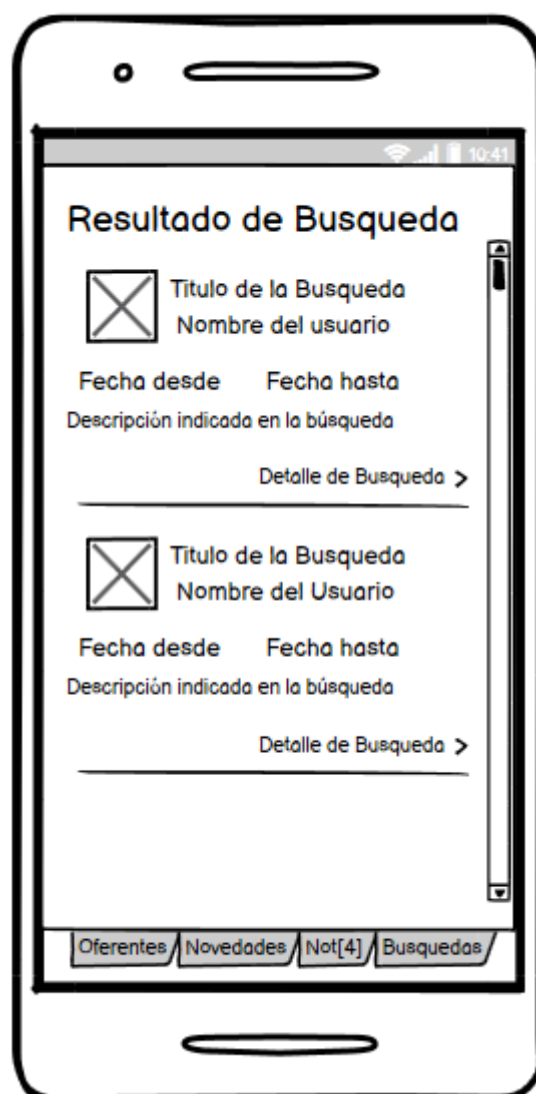 10:41
Resultado de Busqueda
Titulo de la Busqueda
Nombre del usuario
Fecha desde Fecha hasta
Descripción indicada en la búsqueda
Detalle de Busqueda >
Titulo de la Busqueda
Nombre del Usuario
Fecha desde Fecha hasta
Descripción indicada en la búsqueda
Detalle de Busqueda >
Oferentes Novedades Not[4] Busquedas